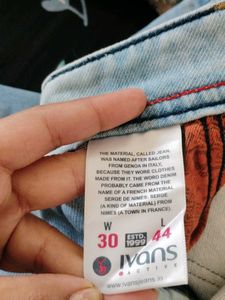 THE MATERIAL, CALLED JEAN,
WAS NAMED AFTER SAILORS
FROM GENOA IN ITALY,
BECAUSE THEY WORE CLOTHES
MADE FROM IT. THE WORD DENIM
PROBABLY CAME FROM THE
NAME OF A FRENCH MATERIAL
SERGE DE NIMES: SERGE
(A KIND OF MATERIAL) FROM
NIMES (A TOWN IN FRANCE).
W L
30 ESTD. 1999 44
ivans
ACTIVE
www.ivansjeans.in